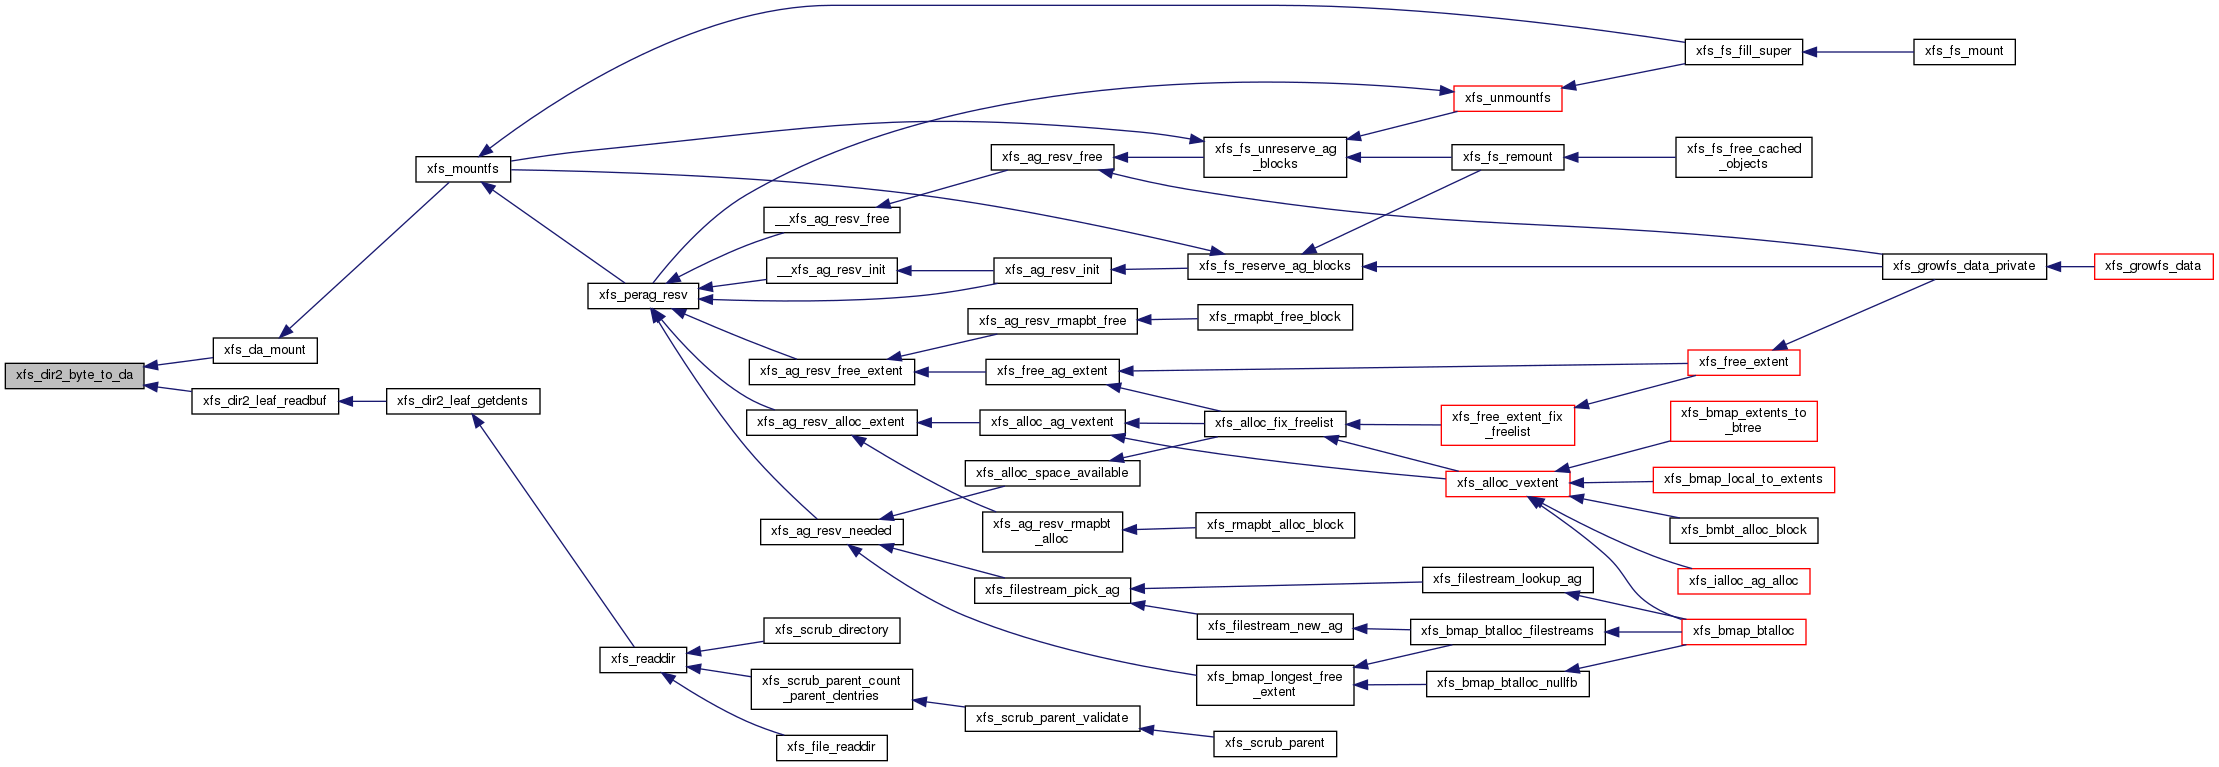 xfs_fs_fill_super
xfs_fs_mount
xfs_unmountfs
xfs_mountfs
xfs_ag_resv_free
xfs_fs_unreserve_ag
_blocks
xfs_fs_remount
xfs_fs_free_cached
_objects
__xfs_ag_resv_free
__xfs_ag_resv_init
xfs_ag_resv_init
xfs_fs_reserve_ag_blocks
xfs_growfs_data_private
xfs_growfs_data
xfs_perag_resv
xfs_ag_resv_rmapbt_free
xfs_rmapbt_free_block
xfs_da_mount
xfs_dir2_byte_to_da
xfs_ag_resv_free_extent
xfs_free_ag_extent
xfs_free_extent
xfs_dir2_leaf_readbuf
xfs_dir2_leaf_getdents
xfs_ag_resv_alloc_extent
xfs_alloc_ag_vextent
xfs_alloc_fix_freelist
xfs_free_extent_fix
_freelist
xfs_bmap_extents_to
_btree
xfs_alloc_space_available
xfs_alloc_vextent
xfs_bmap_local_to_extents
xfs_ag_resv_needed
xfs_ag_resv_rmapbt
_alloc
xfs_rmapbt_alloc_block
xfs_bmbt_alloc_block
xfs_filestream_pick_ag
xfs_filestream_lookup_ag
xfs_ialloc_ag_alloc
xfs_scrub_directory
xfs_filestream_new_ag
xfs_bmap_btalloc_filestreams
xfs_bmap_btalloc
xfs_readdir
xfs_scrub_parent_count
_parent_dentries
xfs_bmap_longest_free
_extent
xfs_bmap_btalloc_nullfb
xfs_scrub_parent_validate
xfs_file_readdir
xfs_scrub_parent